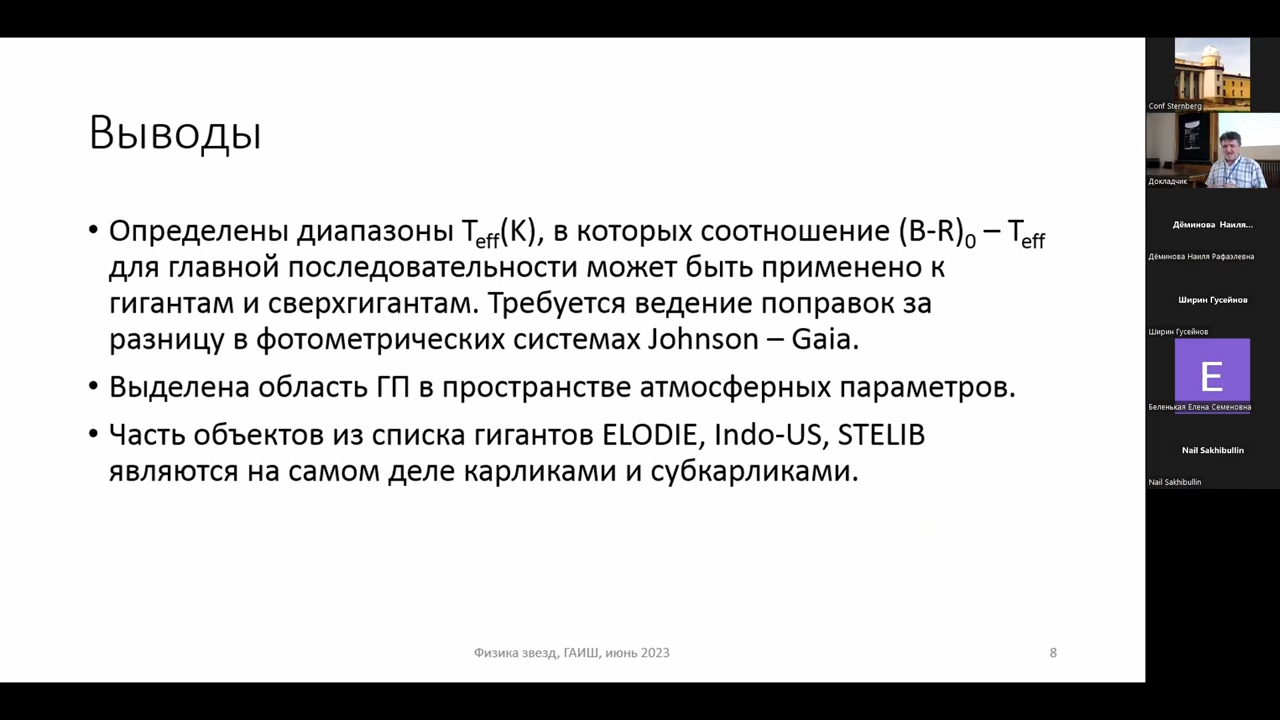 Выводы
• Определены диапазоны Teff(K), в которых соотношение (B-R)0 – Teff
для главной последовательности может быть применено к
гигантам и сверхгигантам. Требуется ведение поправок за
разницу в фотометрических системах Johnson – Gaia.
• Выделена область ГП в пространстве атмосферных параметров.
• Часть объектов из списка гигантов ELODIE, Indo-US, STELIB
являются на самом деле карликами и субкарликами.
Физика звезд, ГАИШ, июнь 2023
8
Conf Sternberg
Докладчик
Дёминова Наиля...
Дёминова Наиля Рафаэлевна
Ширин Гусейнов
Ширин Гусейнов
E
Беленькая Елена Семеновна
Nail Sakhibullin
Nail Sakhibullin